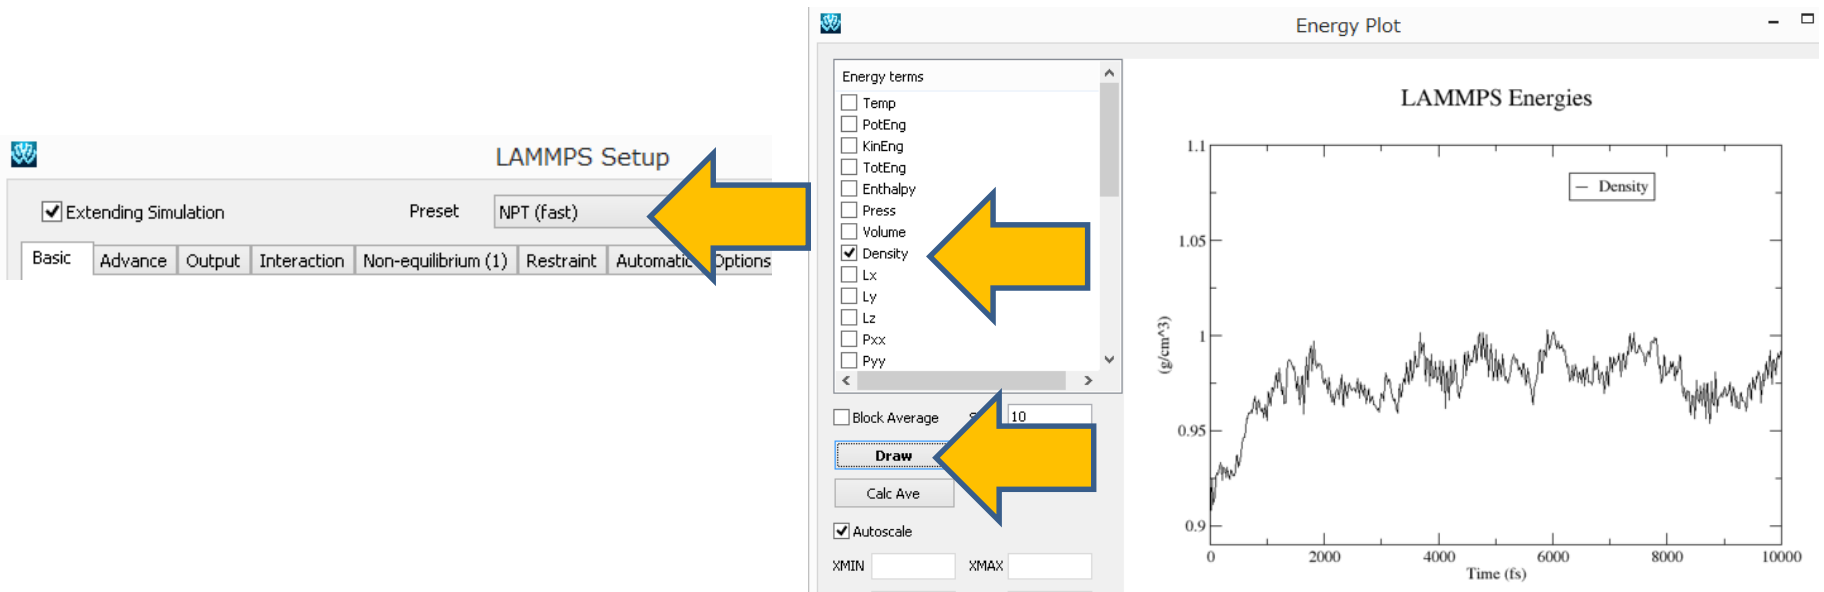 LAMMPS Setup
Extending Simulation
Preset
NPT (fast)
Basic
Advance
Output
Interaction
Non-equilibrium (1)
Restraint
Automatic
Options
Energy Plot
Energy terms
Temp
PotEng
KinEng
TotEng
Enthalpy
Press
Volume
Density
Lx
Ly
Lz
Pxx
Pyy
Block Average
10
Draw
Calc Ave
Autoscale
XMIN
XMAX
LAMMPS Energies
Density
1.1
1.05
1
0.95
0.9
(g/cm^3)
0 2000 4000 6000 8000 10000
Time (fs)